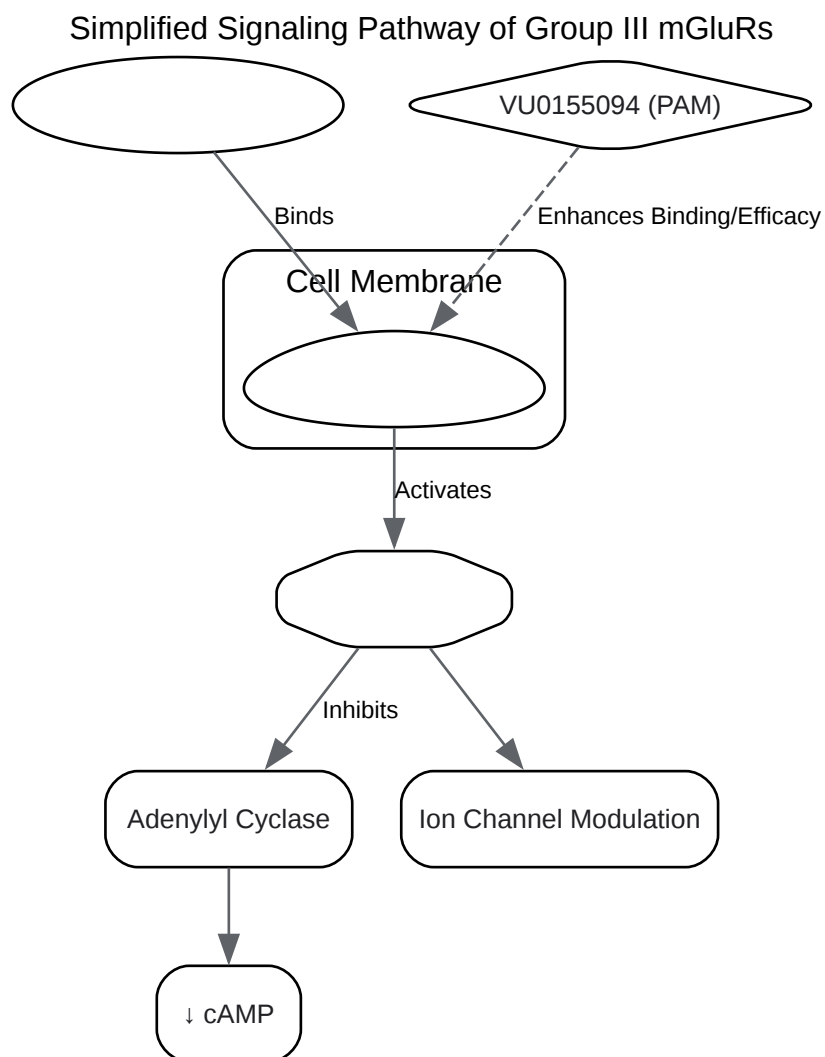 Simplified Signaling Pathway of Group III mGluRs
VU0155094 (PAM)
Binds
Enhances Binding/Efficacy
Cell Membrane
Activates
Inhibits
Adenylyl Cyclase
Ion Channel Modulation
↓ cAMP